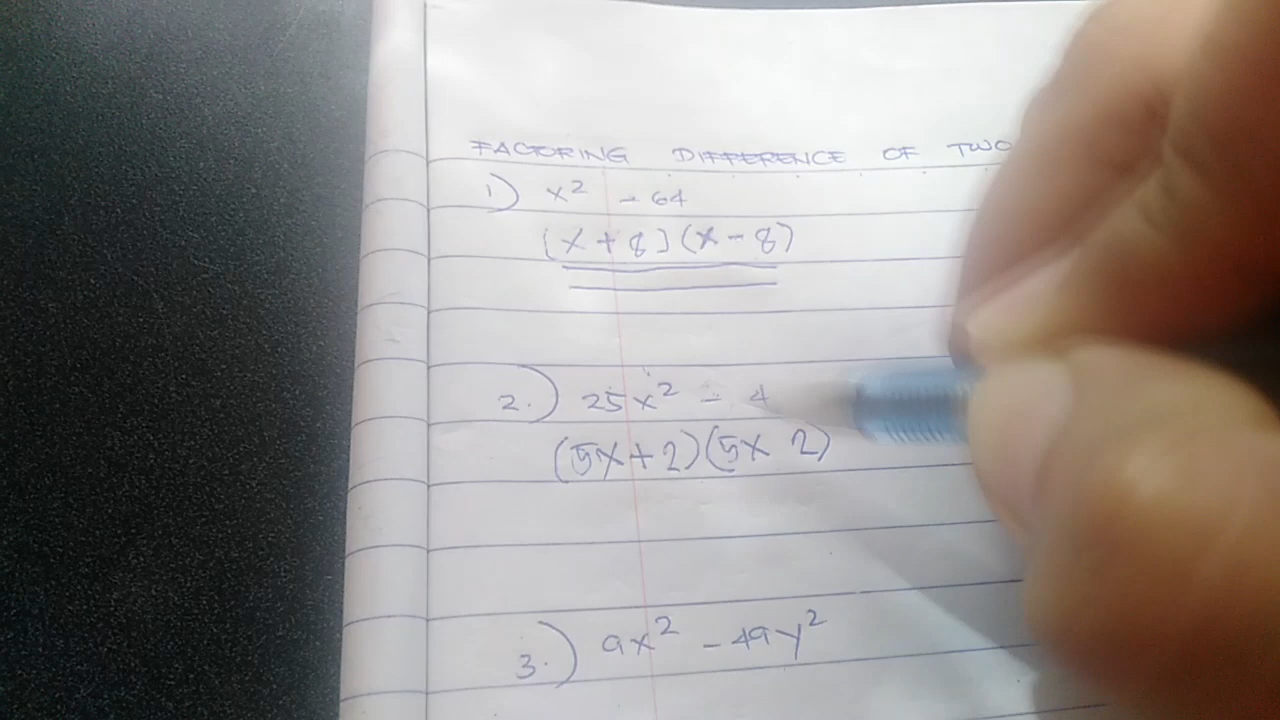 FACTORING DIFFERENCE OF TWO
1) x² - 64
(x + 8)(x - 8)
2.) 25x² - 4
(5x + 2)(5x 2)
3.) 9x² - 49y²